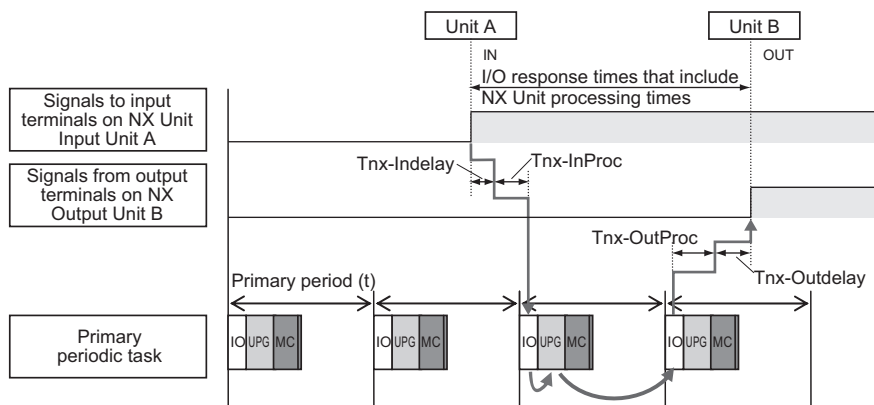 Unit A
Unit B
IN
OUT
I/O response times that include
NX Unit processing times
Signals to input
terminals on NX Unit
Input Unit A
Tnx-Indelay
Tnx-InProc
Signals from output
terminals on NX
Output Unit B
Tnx-OutProc
Tnx-Outdelay
Primary period (t)
Primary
periodic task
IO UPG MC
IO UPG MC
IO UPG MC
IO UPG MC